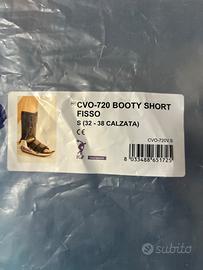 CVO-720 BOOTY SHORT
FISSO
S (32 - 38 CALZATA)
CE
CVO-720V.S
8 033488 651725
subito